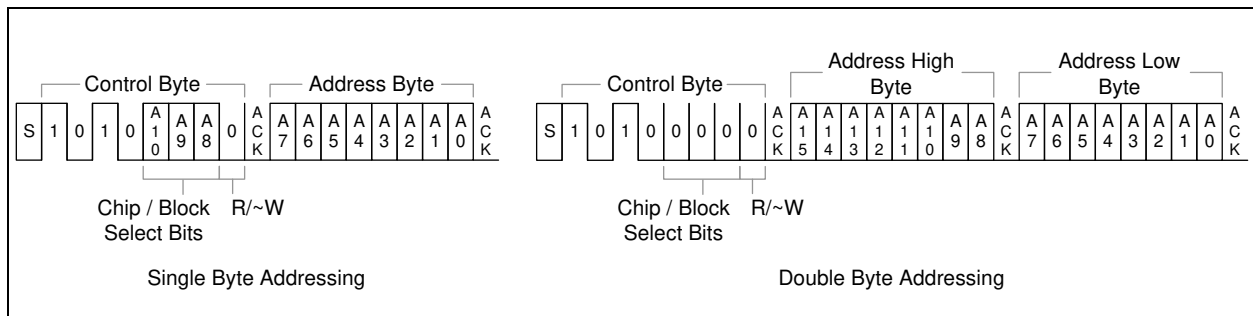 Control Byte Address Byte
S 1 0 1 0 A10 A9 A8 0 ACK A7 A6 A5 A4 A3 A2 A1 A0 ACK
Chip / Block R/~W
Select Bits
Single Byte Addressing
Control Byte Address High Byte Address Low Byte
S 1 0 1 0 0 0 0 0 ACK A15 A14 A13 A12 A11 A10 A9 A8 ACK A7 A6 A5 A4 A3 A2 A1 A0 ACK
Chip / Block R/~W
Select Bits
Double Byte Addressing